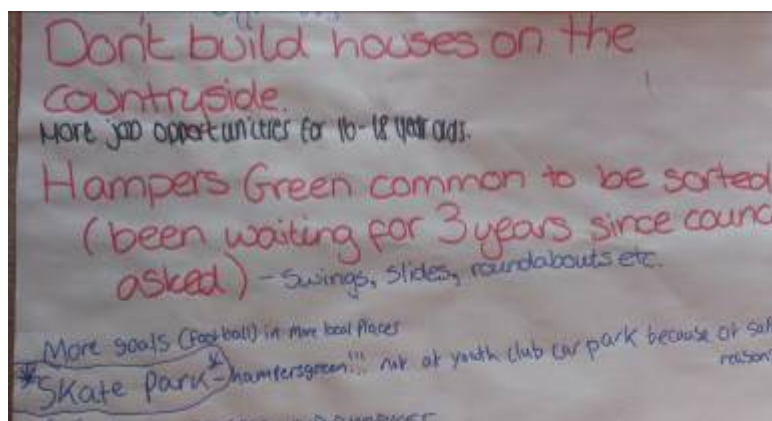 Don't build houses on the
countryside.
More job opportunities for 16-18 year olds.
Hampers Green common to be sorted
(been waiting for 3 years since counc
asked) - Swings, slides, roundabouts etc.
More goals (football) in more local places
*Skate Park* - hampersgreen!!! not at youth club car park because of saf
reason